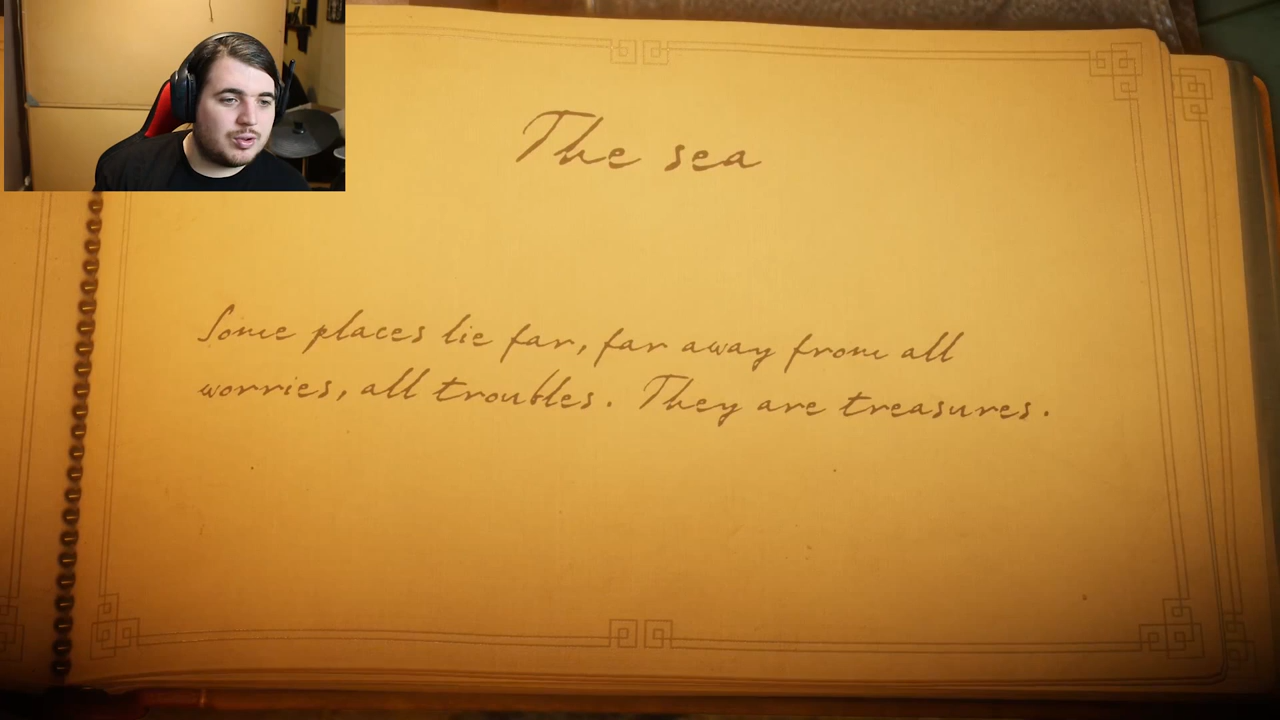 The sea
Some places lie far, far away from all
worries, all troubles. They are treasures.